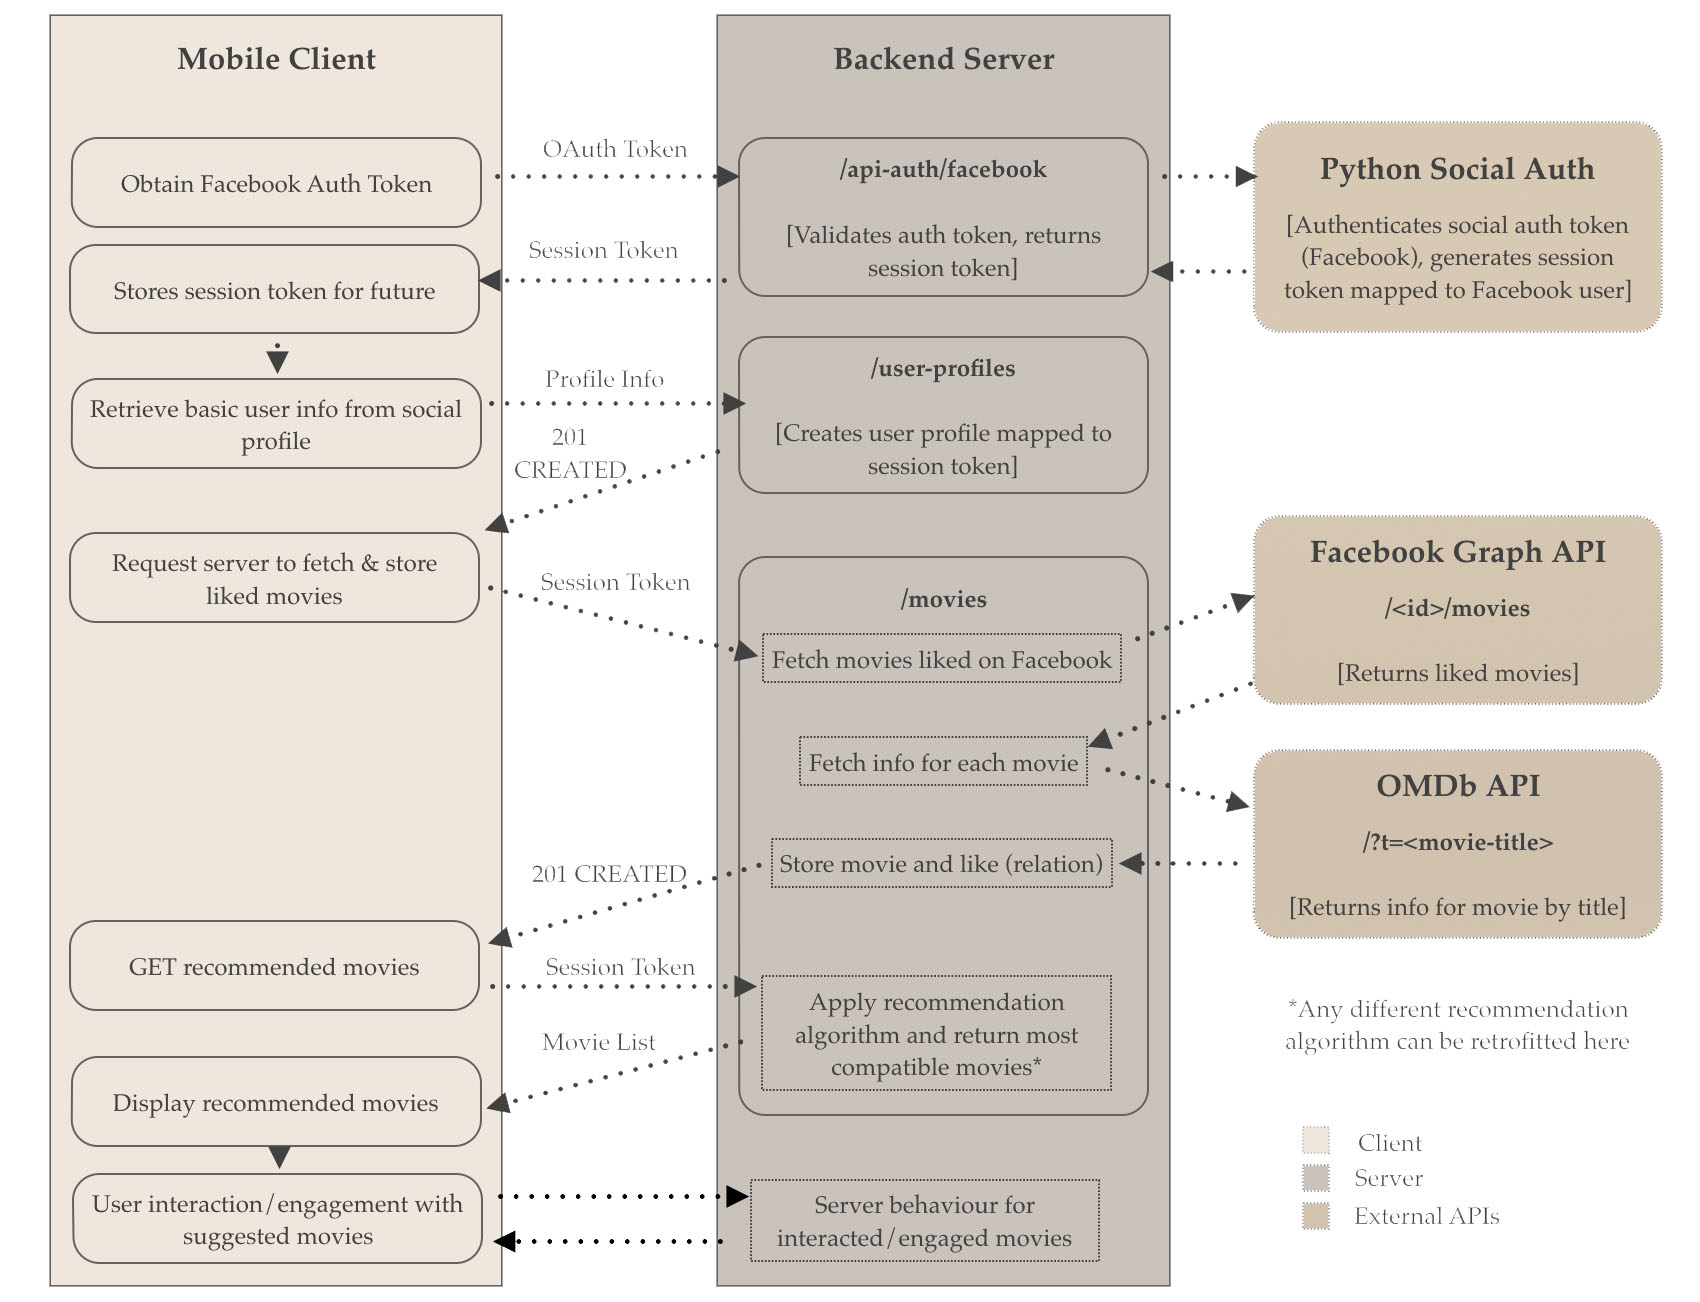 Mobile Client
Obtain Facebook Auth Token
Stores session token for future
Retrieve basic user info from social
profile
Request server to fetch & store
liked movies
GET recommended movies
Display recommended movies
User interaction/engagement with
suggested movies
OAuth Token
Session Token
Profile Info
201
CREATED
Session Token
201 CREATED
Session Token
Movie List
Backend Server
/api-auth/facebook
[Validates auth token, returns
session token]
/user-profiles
[Creates user profile mapped to
session token]
/movies
Fetch movies liked on Facebook
Fetch info for each movie
Store movie and like (relation)
Apply recommendation
algorithm and return most
compatible movies*
Server behaviour for
interacted/engaged movies
Python Social Auth
[Authenticates social auth token
(Facebook), generates session
token mapped to Facebook user]
Facebook Graph API
/<id>/movies
[Returns liked movies]
OMDb API
/?t=<movie-title>
[Returns info for movie by title]
*Any different recommendation
algorithm can be retrofitted here
Client
Server
External APIs